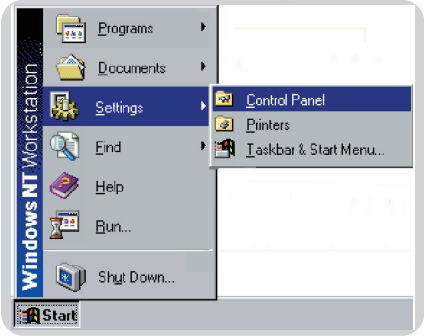 Programs
Documents
Settings
Find
Help
Run...
Shut Down...
Control Panel
Printers
Taskbar & Start Menu...
Windows NT Workstation
Start